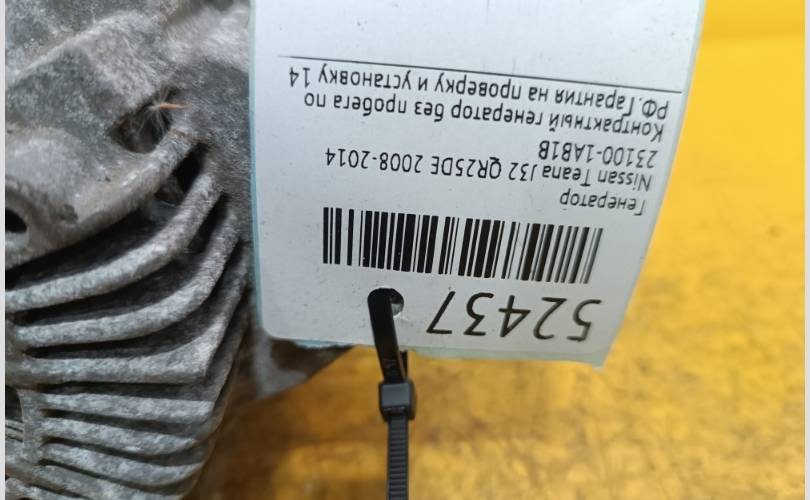 52437
Генератор
Nissan Teana J32 QR25DE 2008-2014
23100-1AB1B
Контрактный генератор без пробега по
РФ. Гарантия на проверку и установку 14